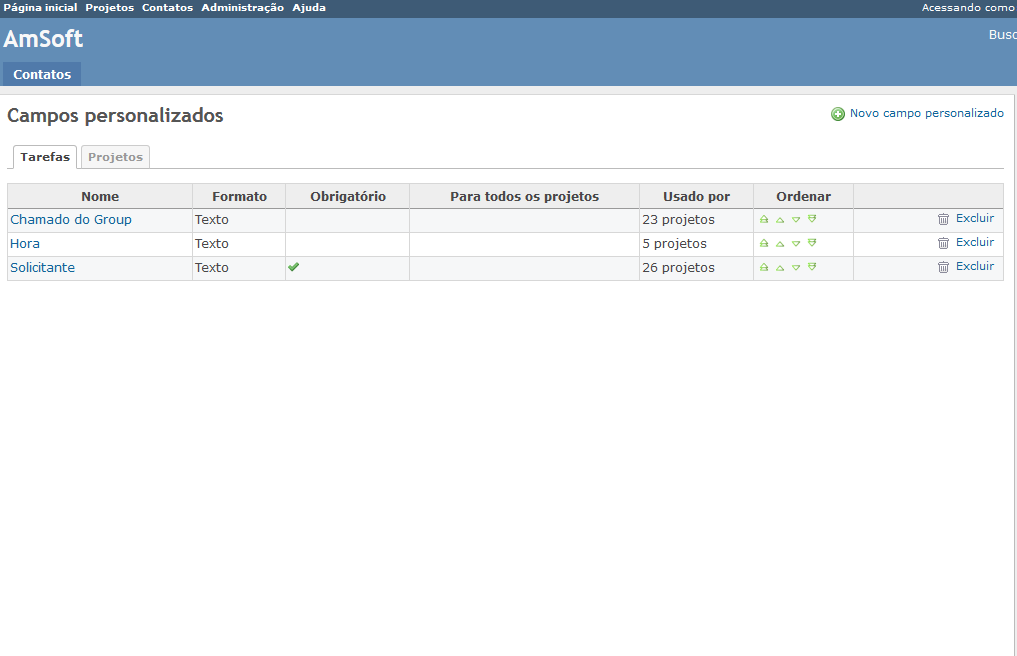 Página inicial Projetos Contatos Administração Ajuda Acessando como
AmSoft
Contatos
Campos personalizados
Novo campo personalizado
Tarefas Projetos
Nome Formato Obrigatório Para todos os projetos Usado por Ordenar
Chamado do Group Texto 23 projetos Excluir
Hora Texto 5 projetos Excluir
Solicitante Texto 26 projetos Excluir